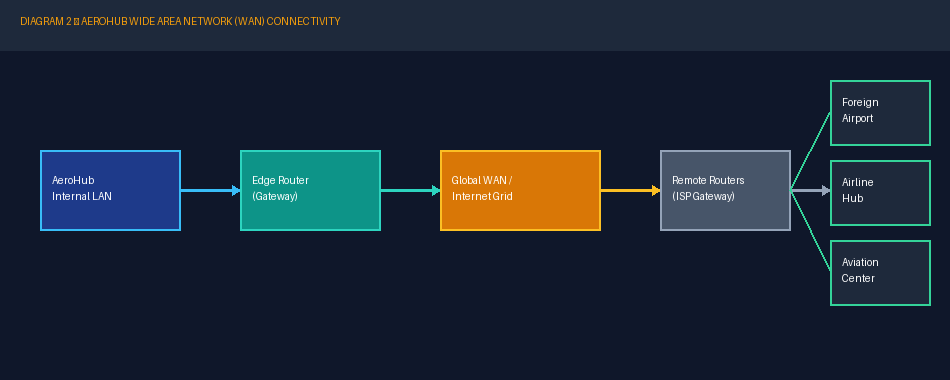 DIAGRAM 2 ▯ AEROHUB WIDE AREA NETWORK (WAN) CONNECTIVITY
AeroHub
Internal LAN
Edge Router
(Gateway)
Global WAN /
Internet Grid
Remote Routers
(ISP Gateway)
Foreign
Airport
Airline
Hub
Aviation
Center